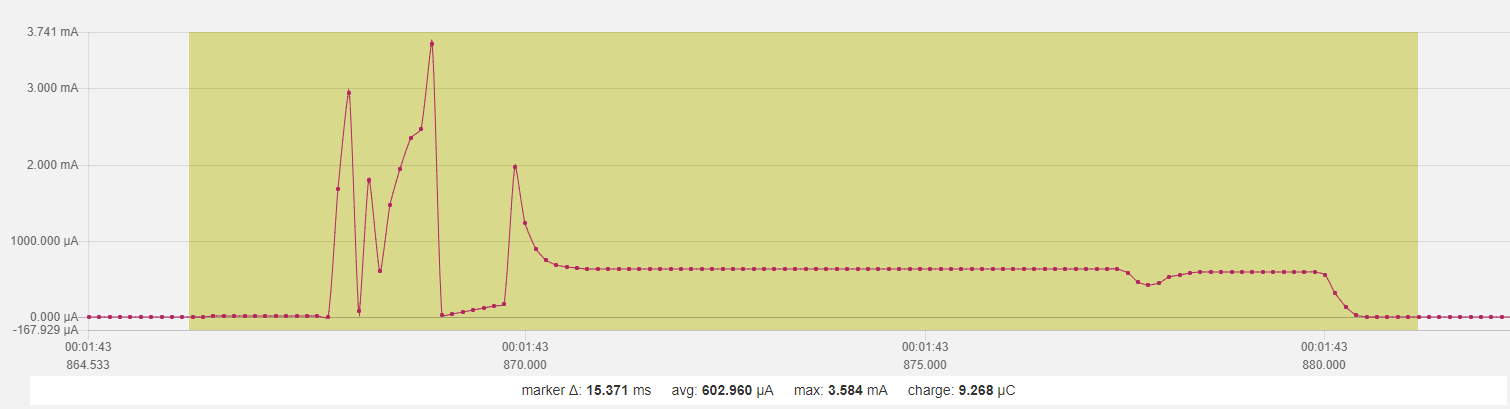 3.741 mA
3.000 mA
2.000 mA
1000.000 µA
0.000 µA
-167.929 µA
00:01:43 00:01:43 00:01:43 00:01:43
864.533 870.000 875.000 880.000
marker Δ: 15.371 ms avg: 602.960 µA max: 3.584 mA charge: 9.268 µC